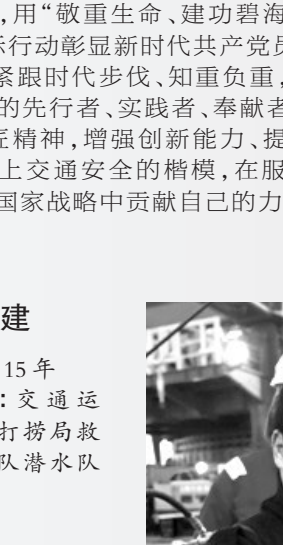 ,用“敬重生命、建功碧海
示行动彰显新时代共产党员
紧跟时代步伐、知重负重,
的先行者、实践者、奉献者
匠精神,增强创新能力、提
上交通安全的楷模,在服
国家战略中贡献自己的力
建
15 年
:交通运
打捞局救
队潜水队